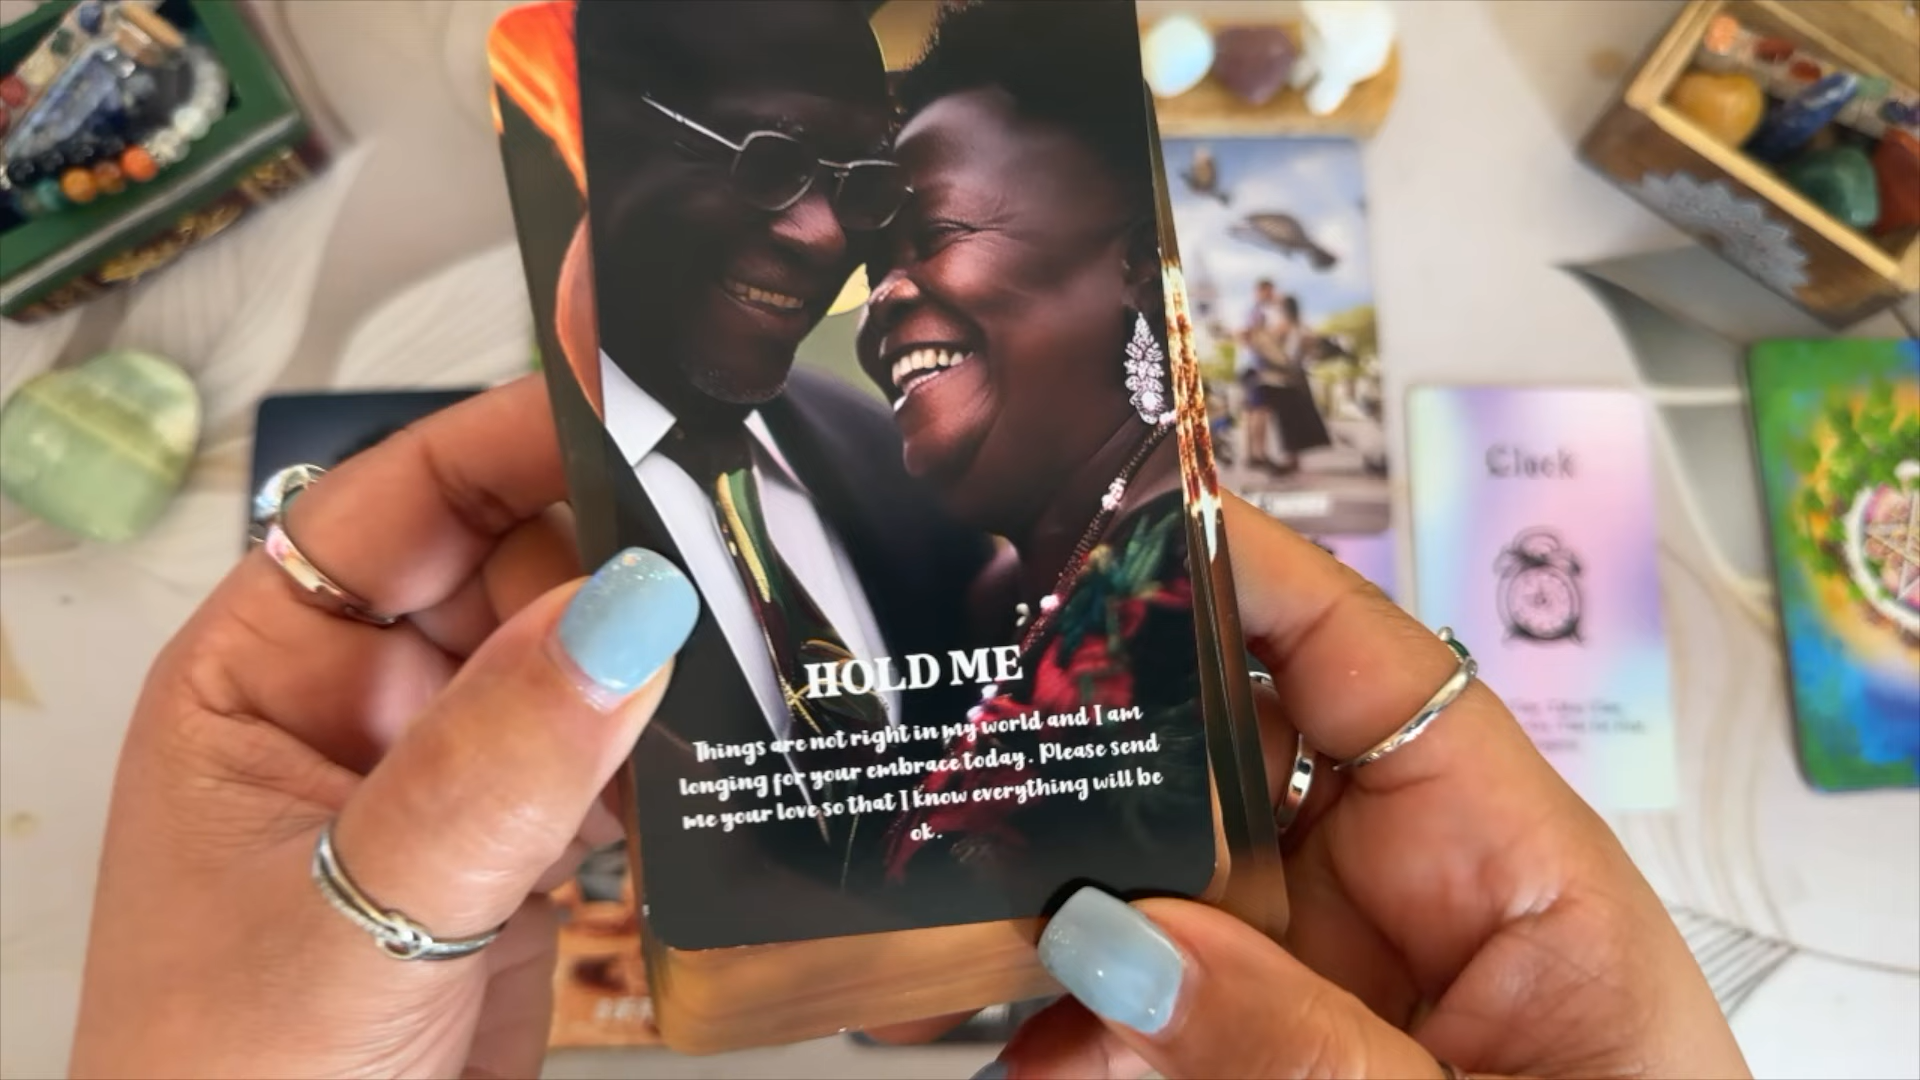 HOLD ME
Things are not right in my world and I am
longing for your embrace today. Please send
me your love so that I know everything will be
ok.
Clock